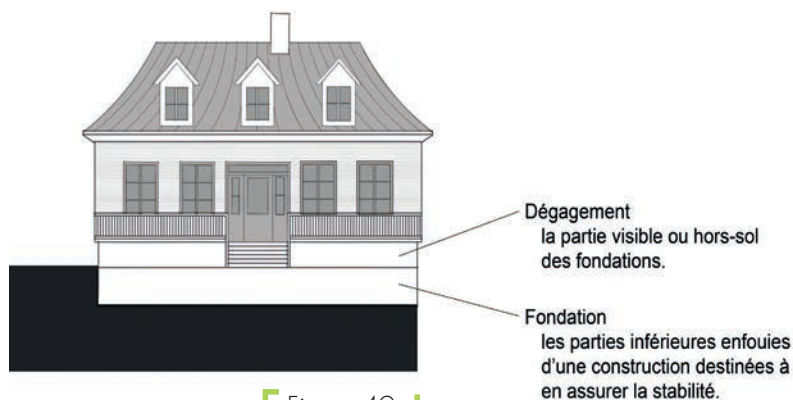 Dégagement
la partie visible ou hors-sol
des fondations.
Fondation
les parties inférieures enfouies
d'une construction destinées à
en assurer la stabilité.